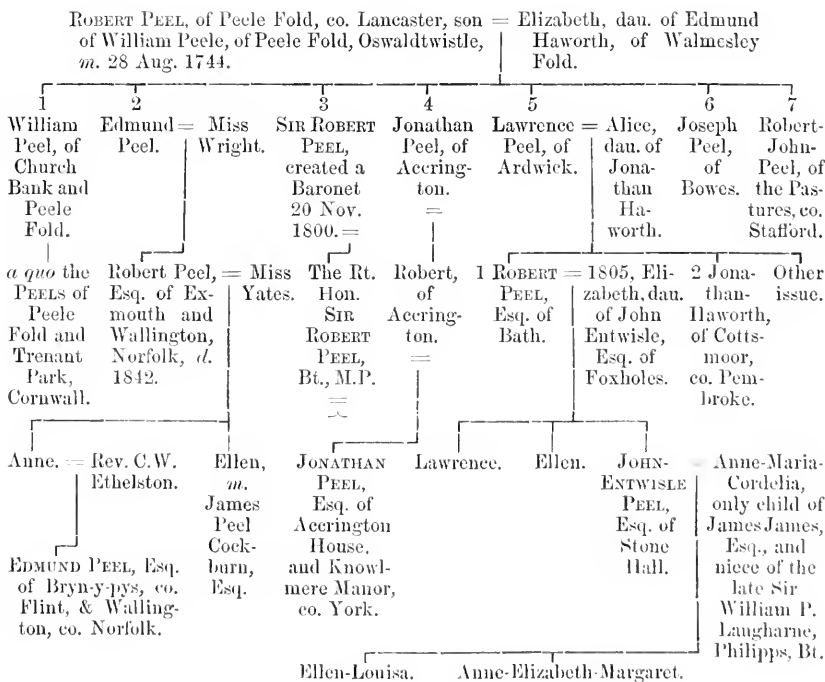 ROBERT PEEL, of Peele Fold, co. Lancaster, son = Elizabeth, dau. of Edmund
of William Peele, of Peele Fold, Oswaldtwistle, Haworth, of Walmesley
m. 28 Aug. 1744. Fold.
1 2 3 4 5 6 7
William
Peel, of
Church
Bank and
Peele
Fold.
Edmund = Miss
Peel. Wright.
SIR ROBERT
PEEL,
created a
Baronet
20 Nov.
1800. =
Jonathan
Peel, of
Accring-
ton.
=
Lawrence =
Peel, of
Ardwick.
Alice,
dau. of
Jona-
than
Ha-
worth.
Joseph
Peel,
of
Bowes.
Robert-
John-
Peel, of
the Pas-
tures, co.
Stafford.
a quo the
PEELS of
Peele
Fold and
Trenant
Park,
Cornwall.
Robert Peel, = Miss
Esq. of Ex- Yates.
mouth and
Wallington,
Norfolk, d.
1842.
The Rt.
Hon.
SIR
ROBERT
PEEL,
Bt., M.P.
=
Robert,
of
Accring-
ton.
=
1 ROBERT =
PEEL,
Esq. of
Bath.
1805, Eli-
zabeth, dau.
of John
Entwisle,
Esq. of
Foxholes.
2 Jona-
than-
Haworth,
of Cotts-
moor,
co. Pem-
broke.
Other
issue.
Anne. = Rev. C.W.
Ethelston.
Ellen,
m.
James
Peel
Cock-
burn,
Esq.
JONATHAN
PEEL,
Esq. of
Accrington
House,
and Knowl-
mere Manor,
co. York.
Lawrence.
Ellen.
JOHN-
ENTWISLE
PEEL,
Esq. of
Stone
Hall.
=
Anne-Maria-
Cordelia,
only child of
James James,
Esq., and
niece of the
late Sir
William P.
Laugharne,
Philipps, Bt.
EDMUND PEEL, Esq.
of Bryn-y-pys, co.
Flint, & Walling-
ton, co. Norfolk.
Ellen-Louisa. Anne-Elizabeth-Margaret.